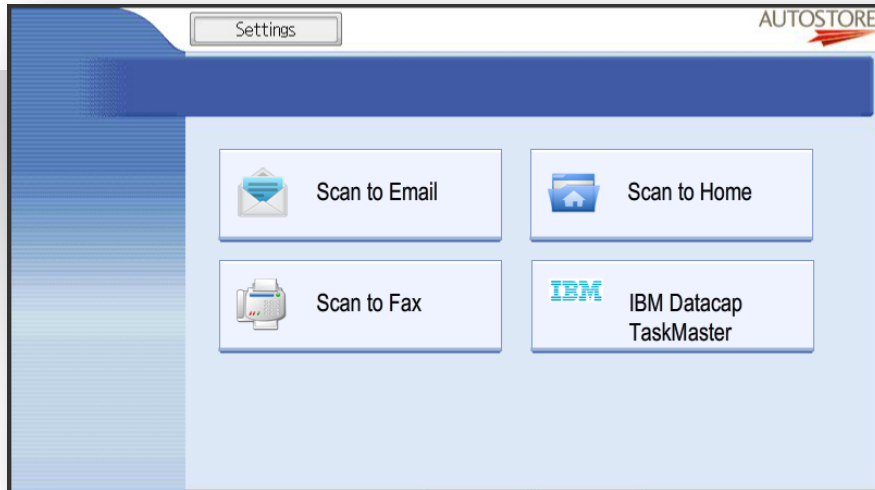 Settings
AUTOSTORE
Scan to Email
Scan to Home
Scan to Fax
IBM
IBM Datacap
TaskMaster